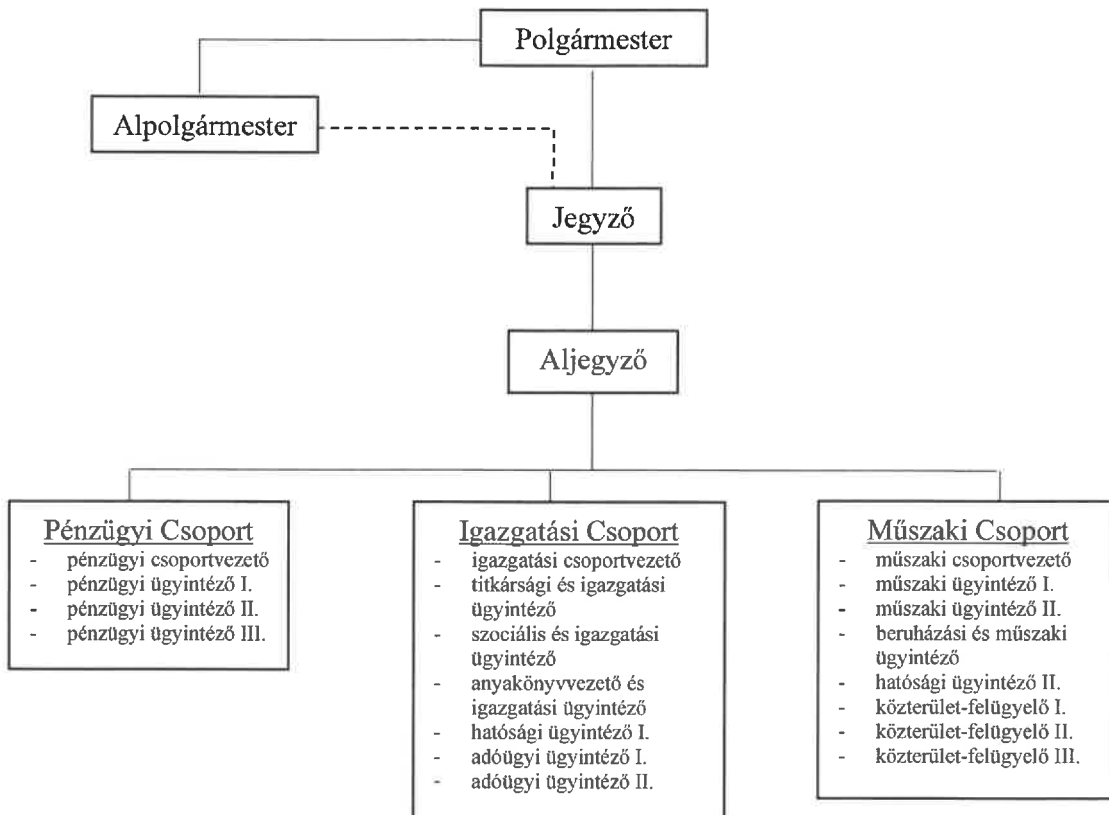 Polgármester
Alpolgármester
Jegyző
Aljegyző
Pénzügyi Csoport
- pénzügyi csoportvezető
- pénzügyi ügyintéző I.
- pénzügyi ügyintéző II.
- pénzügyi ügyintéző III.
Igazgatási Csoport
- igazgatási csoportvezető
- titkársági és igazgatási
ügyintéző
- szociális és igazgatási
ügyintéző
- anyakönyvvezető és
igazgatási ügyintéző
- hatósági ügyintéző I.
- adóügyi ügyintéző I.
- adóügyi ügyintéző II.
Műszaki Csoport
- műszaki csoportvezető
- műszaki ügyintéző I.
- műszaki ügyintéző II.
- beruházási és műszaki
ügyintéző
- hatósági ügyintéző II.
- közterület-felügyelő I.
- közterület-felügyelő II.
- közterület-felügyelő III.